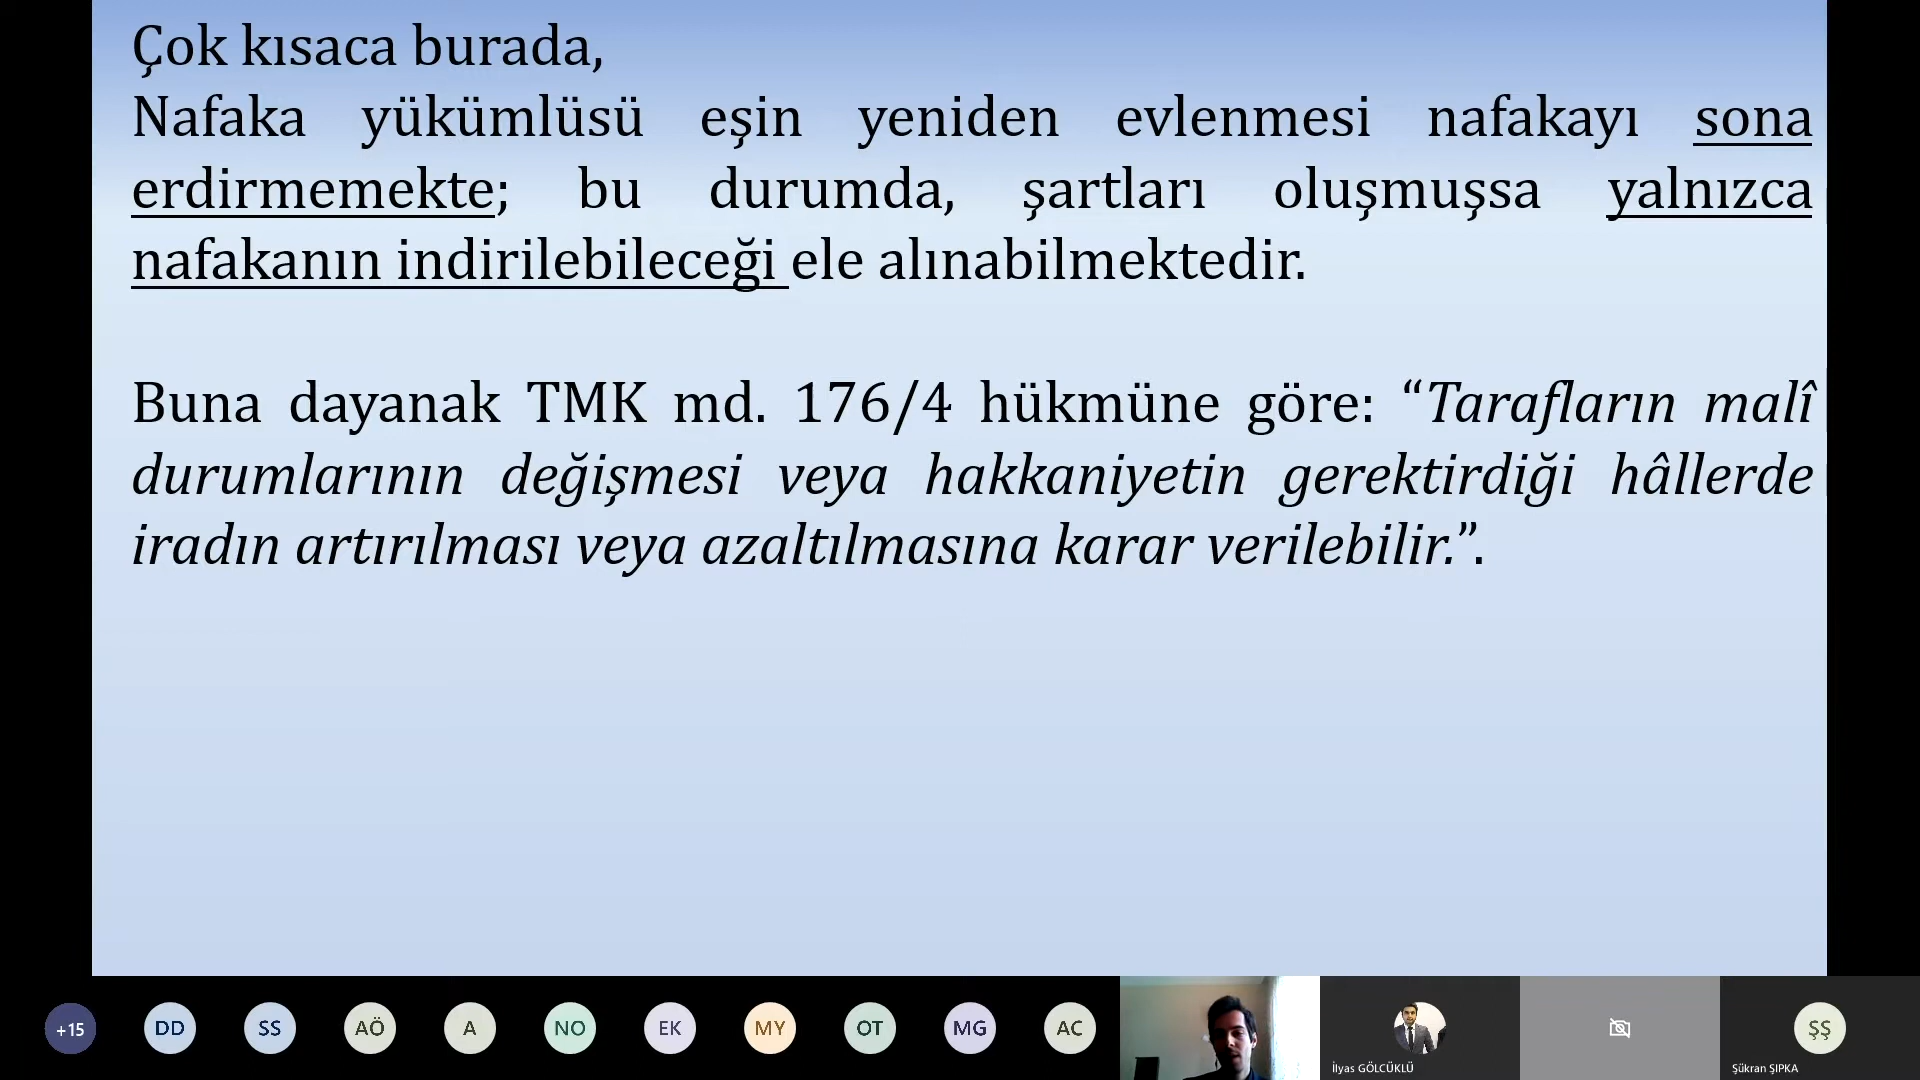 Çok kısaca burada,
Nafaka yükümlüsü eşin yeniden evlenmesi nafakayı sona
erdirmemekte; bu durumda, şartları oluşmuşsa yalnızca
nafakanın indirilebileceği ele alınabilmektedir.
Buna dayanak TMK md. 176/4 hükmüne göre: “Tarafların malî
durumlarının değişmesi veya hakkaniyetin gerektirdiği hâllerde
iradın artırılması veya azaltılmasına karar verilebilir.”.
+15 DD SS AÖ A NO EK MY OT MG AC ŞŞ
İlyas GÖLCÜKLÜ Şükran ŞIPKA